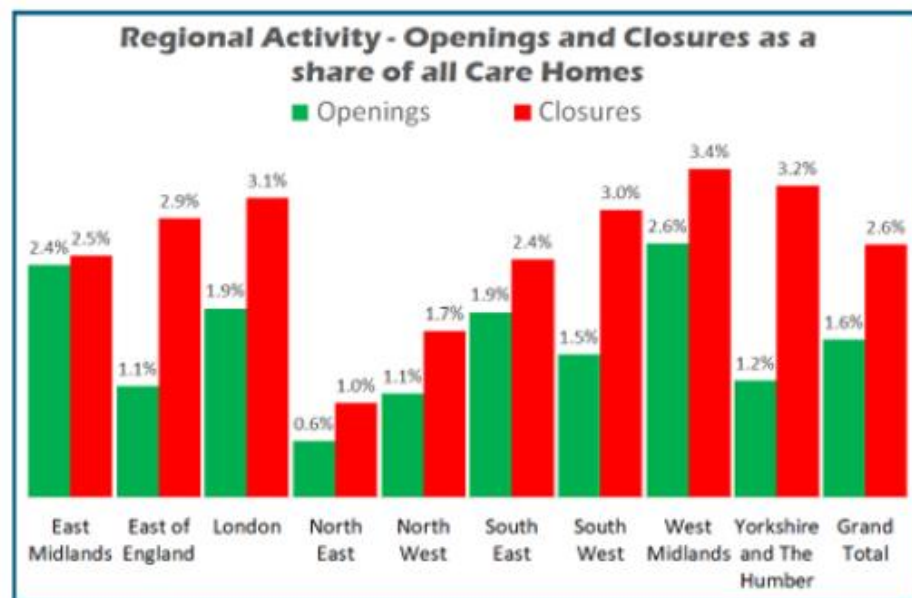 Regional Activity - Openings and Closures as a
share of all Care Homes
Openings Closures
2.4% 2.5% 1.1% 2.9% 1.9% 3.1% 0.6% 1.0% 1.1% 1.7% 1.9% 2.4% 1.5% 3.0% 2.6% 3.4% 1.2% 3.2% 1.6% 2.6%
East East of London North North South South West Yorkshire Grand
Midlands England East West East West Midlands and The Total
Humber